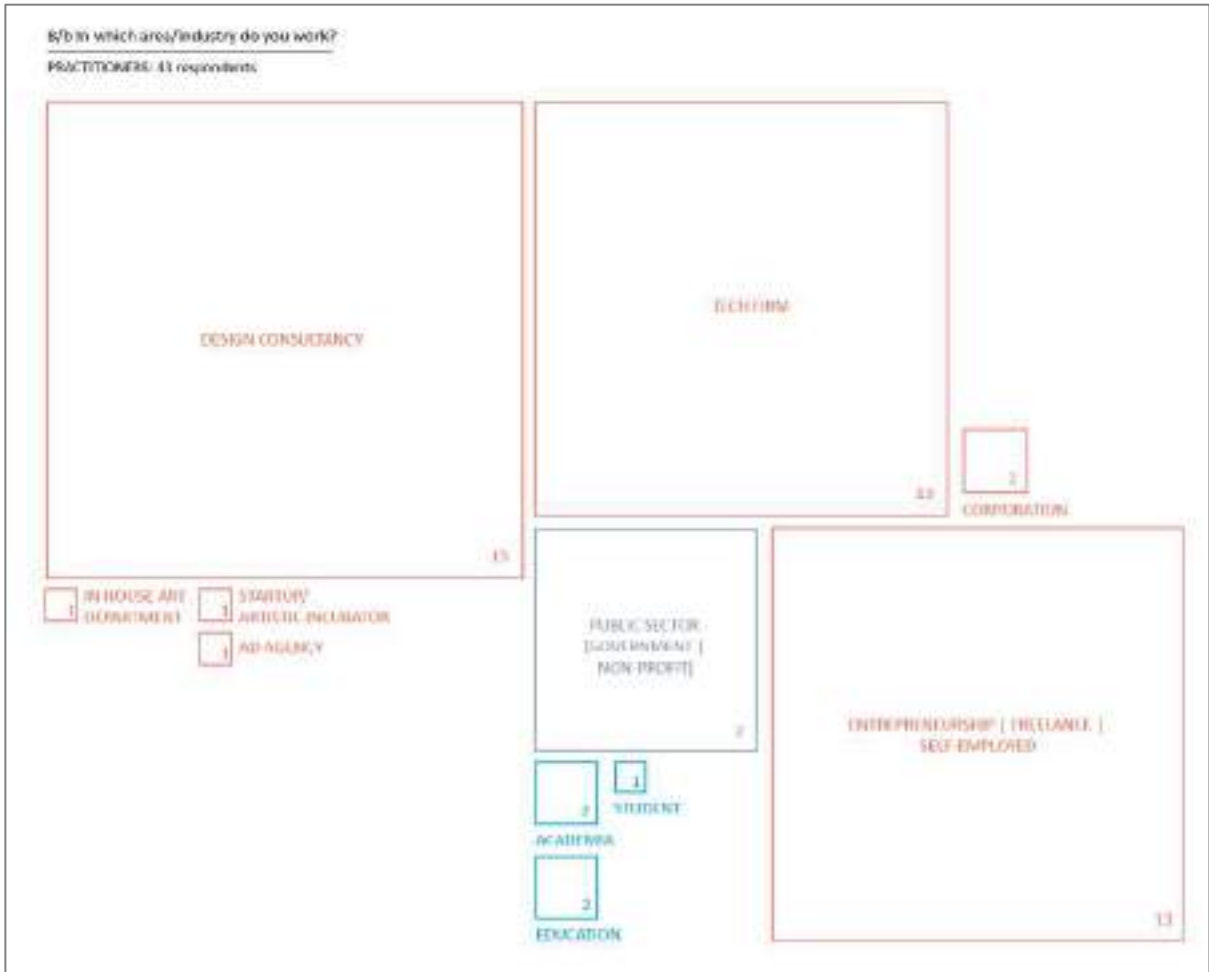 8/b In which area/industry do you work?
PRACTITIONERS: respondents
DESIGN CONSULTANCY
15
TECH FIRM
13
2
CORPORATION
1
IN HOUSE ART
DEPARTMENT
1
STARTUP/
ARTISTIC INCUBATOR
1
AD AGENCY
PUBLIC SECTOR
[GOVERNMENT |
NON-PROFIT]
7
2
ACADEMIA
1
STUDENT
2
EDUCATION
ENTREPRENEURSHIP | FREELANCE |
SELF-EMPLOYED
13